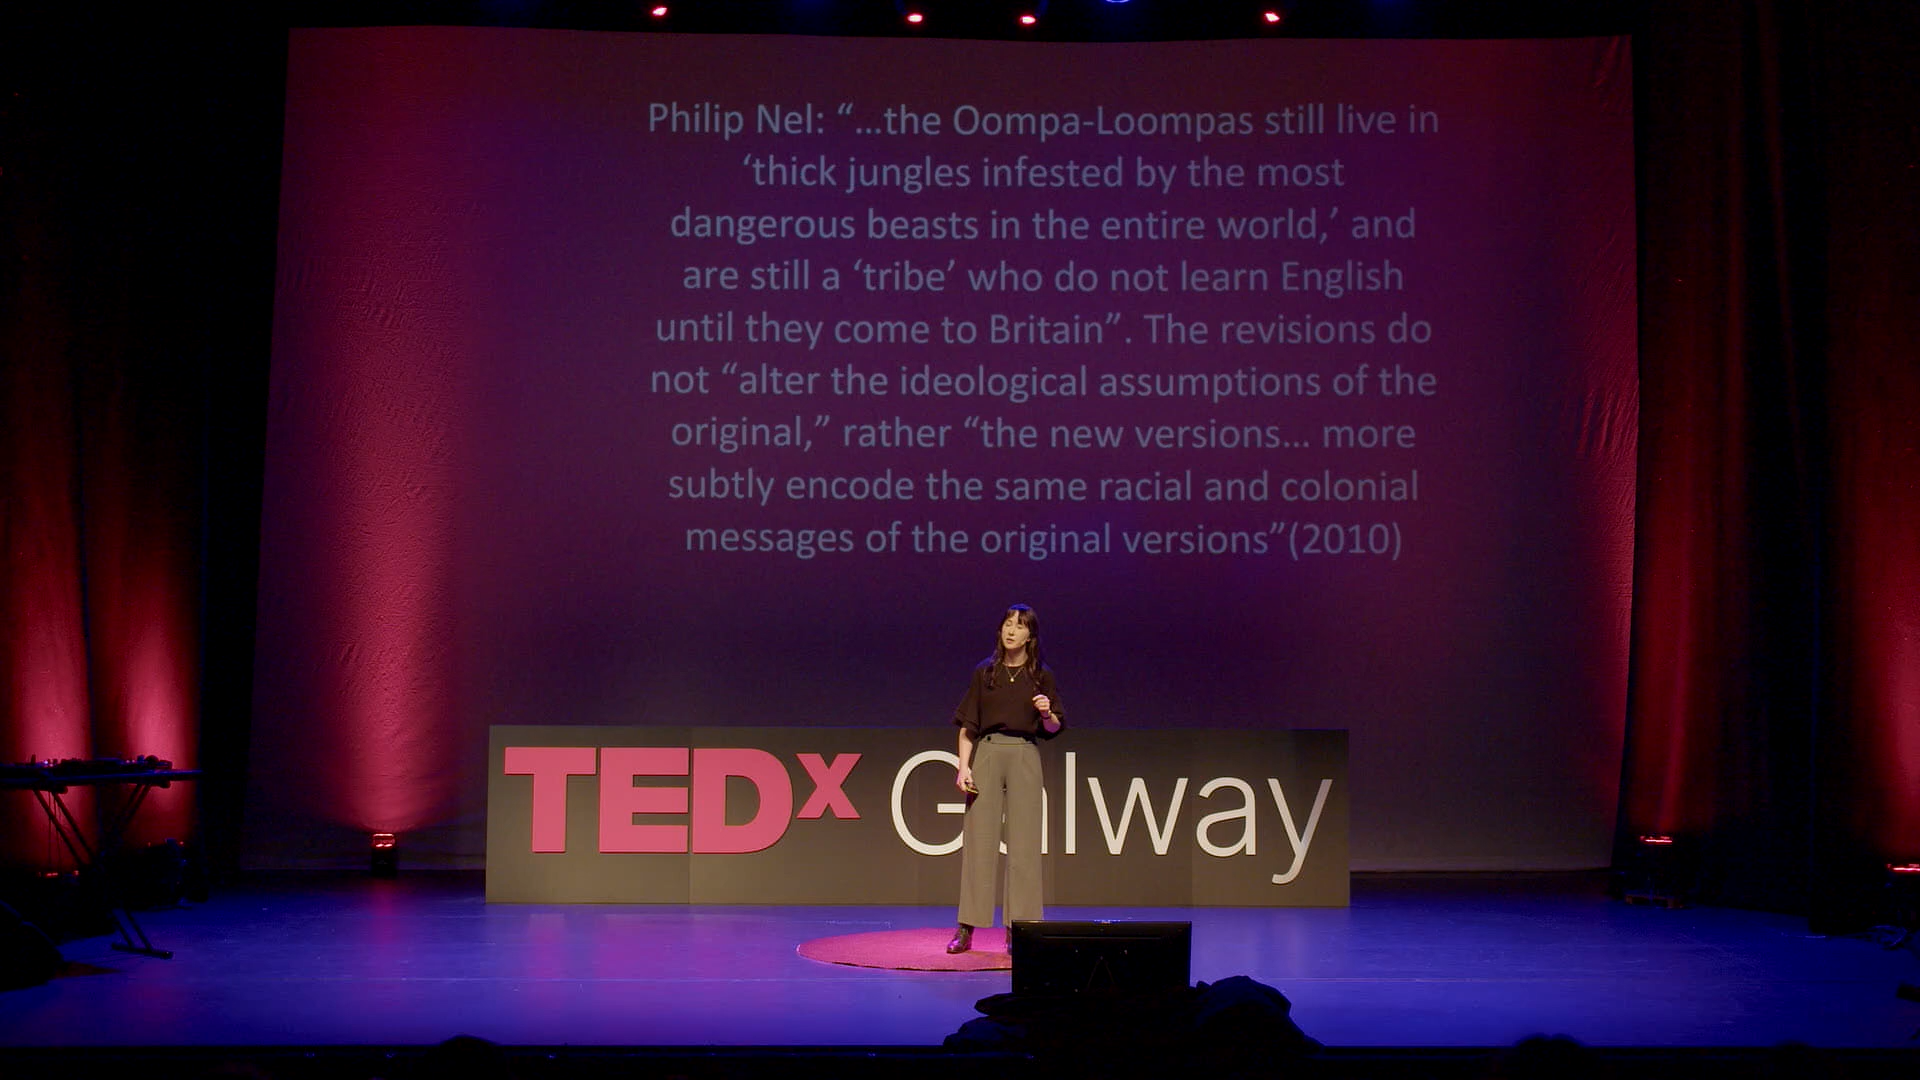 Philip Nel: “...the Oompa-Loompas still live in
‘thick jungles infested by the most
dangerous beasts in the entire world,’ and
are still a ‘tribe’ who do not learn English
until they come to Britain”. The revisions do
not “alter the ideological assumptions of the
original,” rather “the new versions... more
subtly encode the same racial and colonial
messages of the original versions”(2010)
TEDx Galway